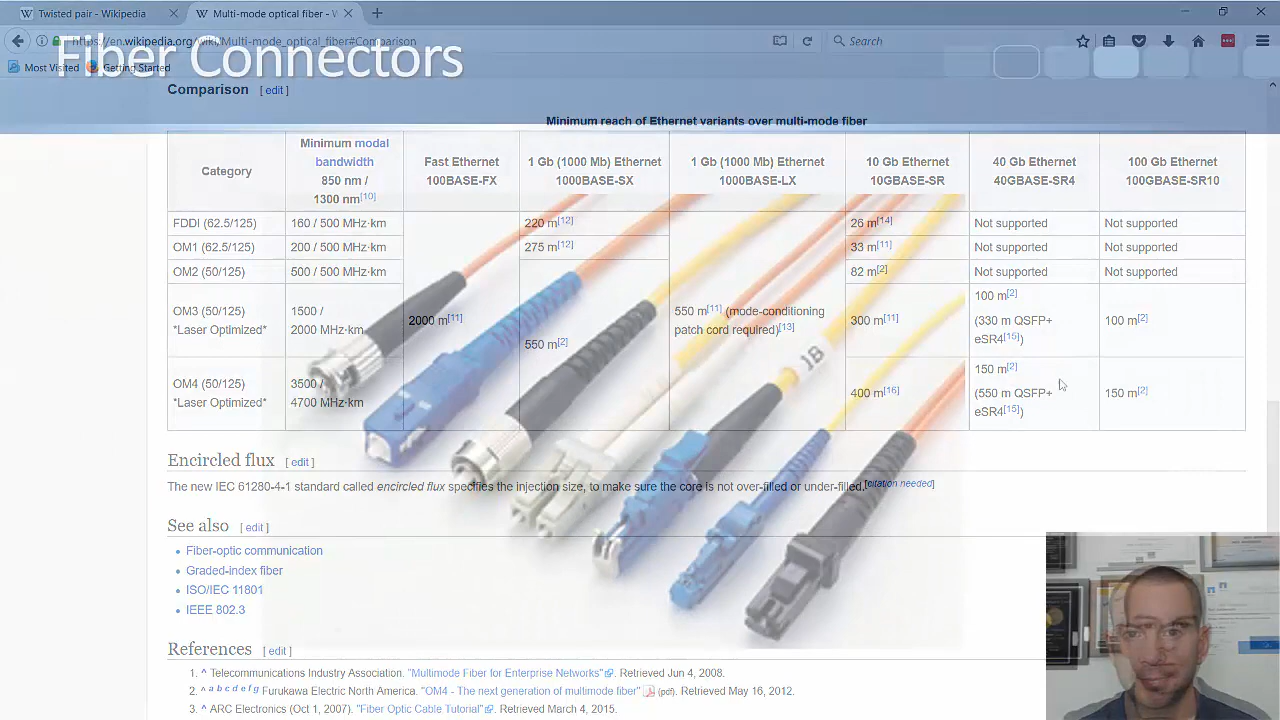 Twisted pair - Wikipedia
Multi-mode optical fiber -
https://en.wikipedia.org/wiki/Multi-mode_optical_fiber#Comparison
Search
Fiber Connectors
Most Visited Getting Started
Comparison [ edit ]
Minimum reach of Ethernet variants over multi-mode fiber
Category
Minimum modal
bandwidth
850 nm /
1300 nm[10]
Fast Ethernet
100BASE-FX
1 Gb (1000 Mb) Ethernet
1000BASE-SX
1 Gb (1000 Mb) Ethernet
1000BASE-LX
10 Gb Ethernet
10GBASE-SR
40 Gb Ethernet
40GBASE-SR4
100 Gb Ethernet
100GBASE-SR10
FDDI (62.5/125) 160 / 500 MHz·km 220 m[12] 26 m[14] Not supported Not supported
OM1 (62.5/125) 200 / 500 MHz·km 275 m[12] 33 m[11] Not supported Not supported
OM2 (50/125) 500 / 500 MHz·km 82 m[2] Not supported Not supported
OM3 (50/125)
*Laser Optimized*
1500 /
2000 MHz·km
2000 m[11]
550 m[2]
550 m[11] (mode-conditioning
patch cord required)[13]
300 m[11]
100 m[2]
(330 m QSFP+
eSR4[15])
100 m[2]
18
OM4 (50/125)
*Laser Optimized*
3500 /
4700 MHz·km
400 m[16]
150 m[2]
(550 m QSFP+
eSR4[15])
150 m[2]
Encircled flux [ edit ]
The new IEC 61280-4-1 standard called encircled flux specifies the injection size, to make sure the core is not over-filled or under-filled.[citation needed]
See also [ edit ]
• Fiber-optic communication
• Graded-index fiber
• ISO/IEC 11801
• IEEE 802.3
References [ edit ]
1. ^ Telecommunications Industry Association. "Multimode Fiber for Enterprise Networks". Retrieved Jun 4, 2008.
2. ^ a b c d e f g Furukawa Electric North America. "OM4 - The next generation of multimode fiber" (pdf). Retrieved May 16, 2012.
3. ^ ARC Electronics (Oct 1, 2007). "Fiber Optic Cable Tutorial". Retrieved March 4, 2015.